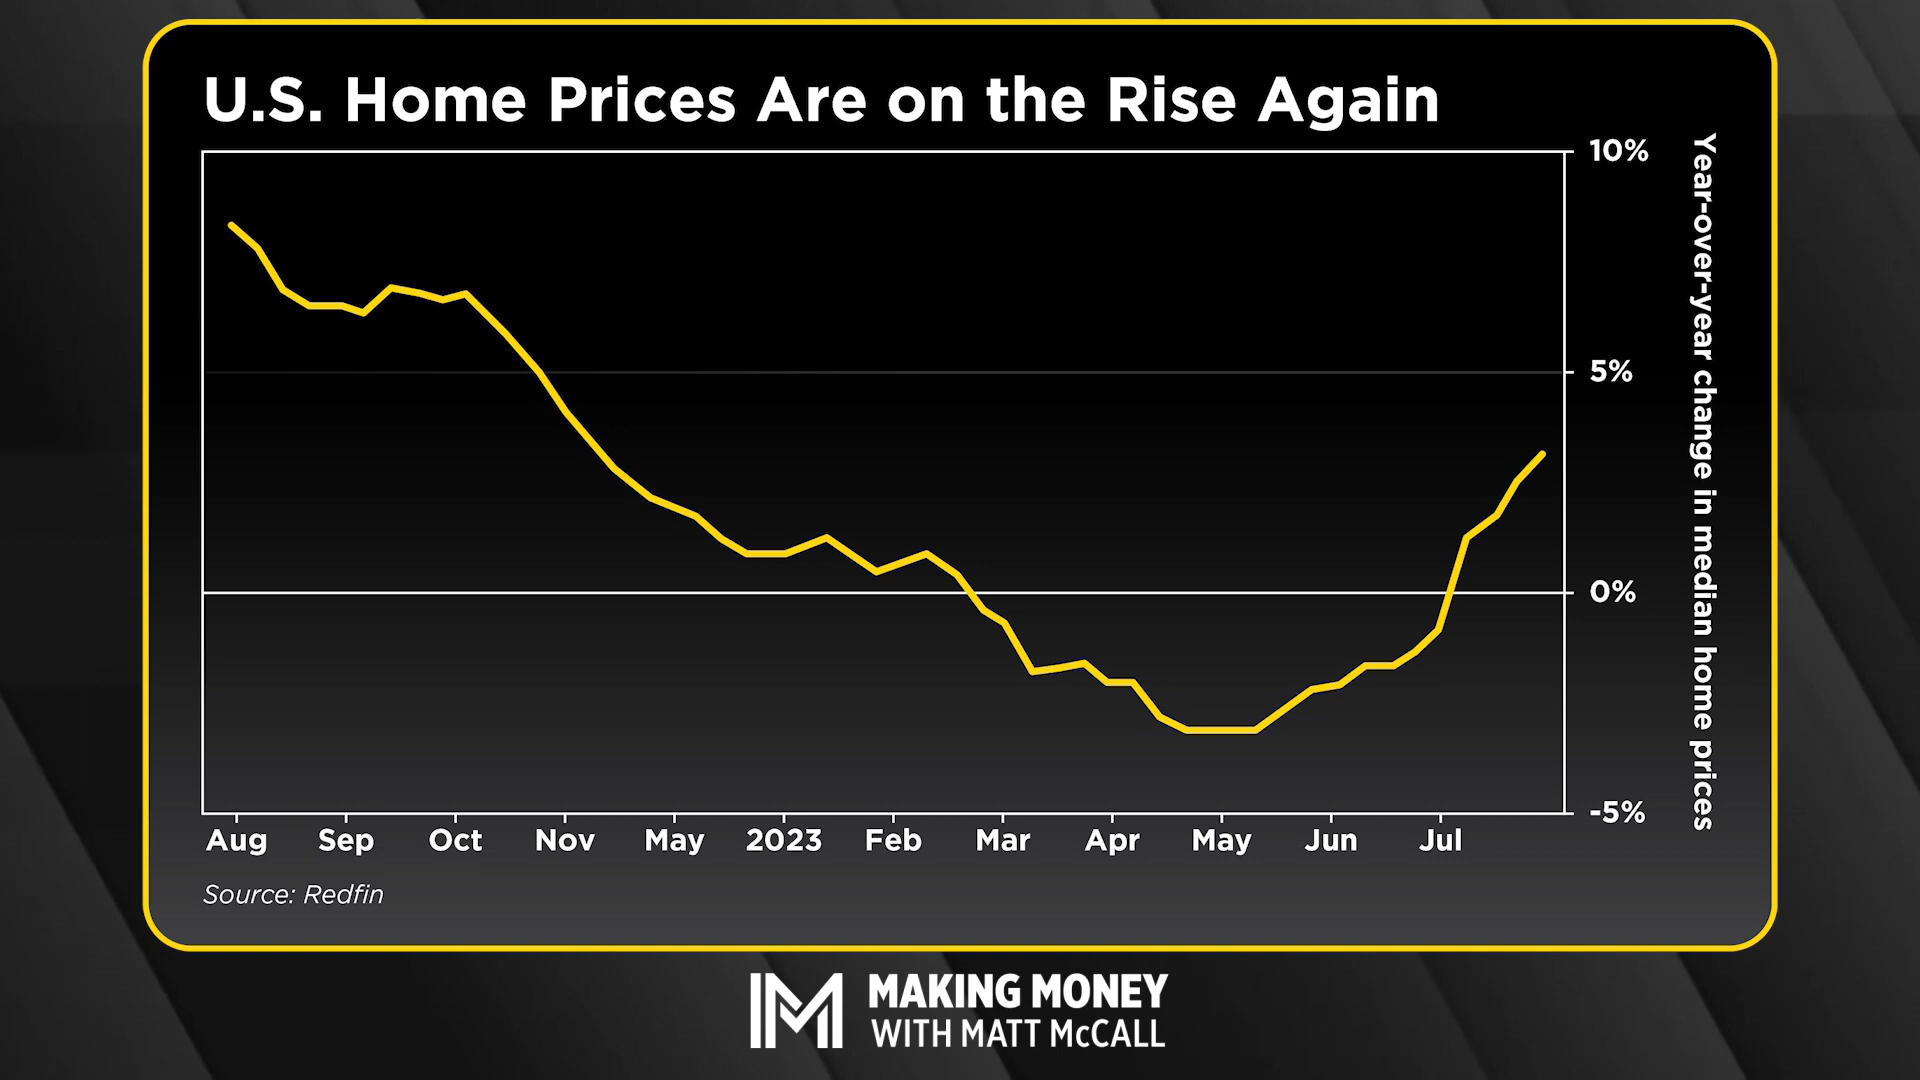 U.S. Home Prices Are on the Rise Again
10%
5%
0%
-5%
Year-over-year change in median home prices
Aug Sep Oct Nov May 2023 Feb Mar Apr May Jun Jul
Source: Redfin
MAKING MONEY
WITH MATT McCALL